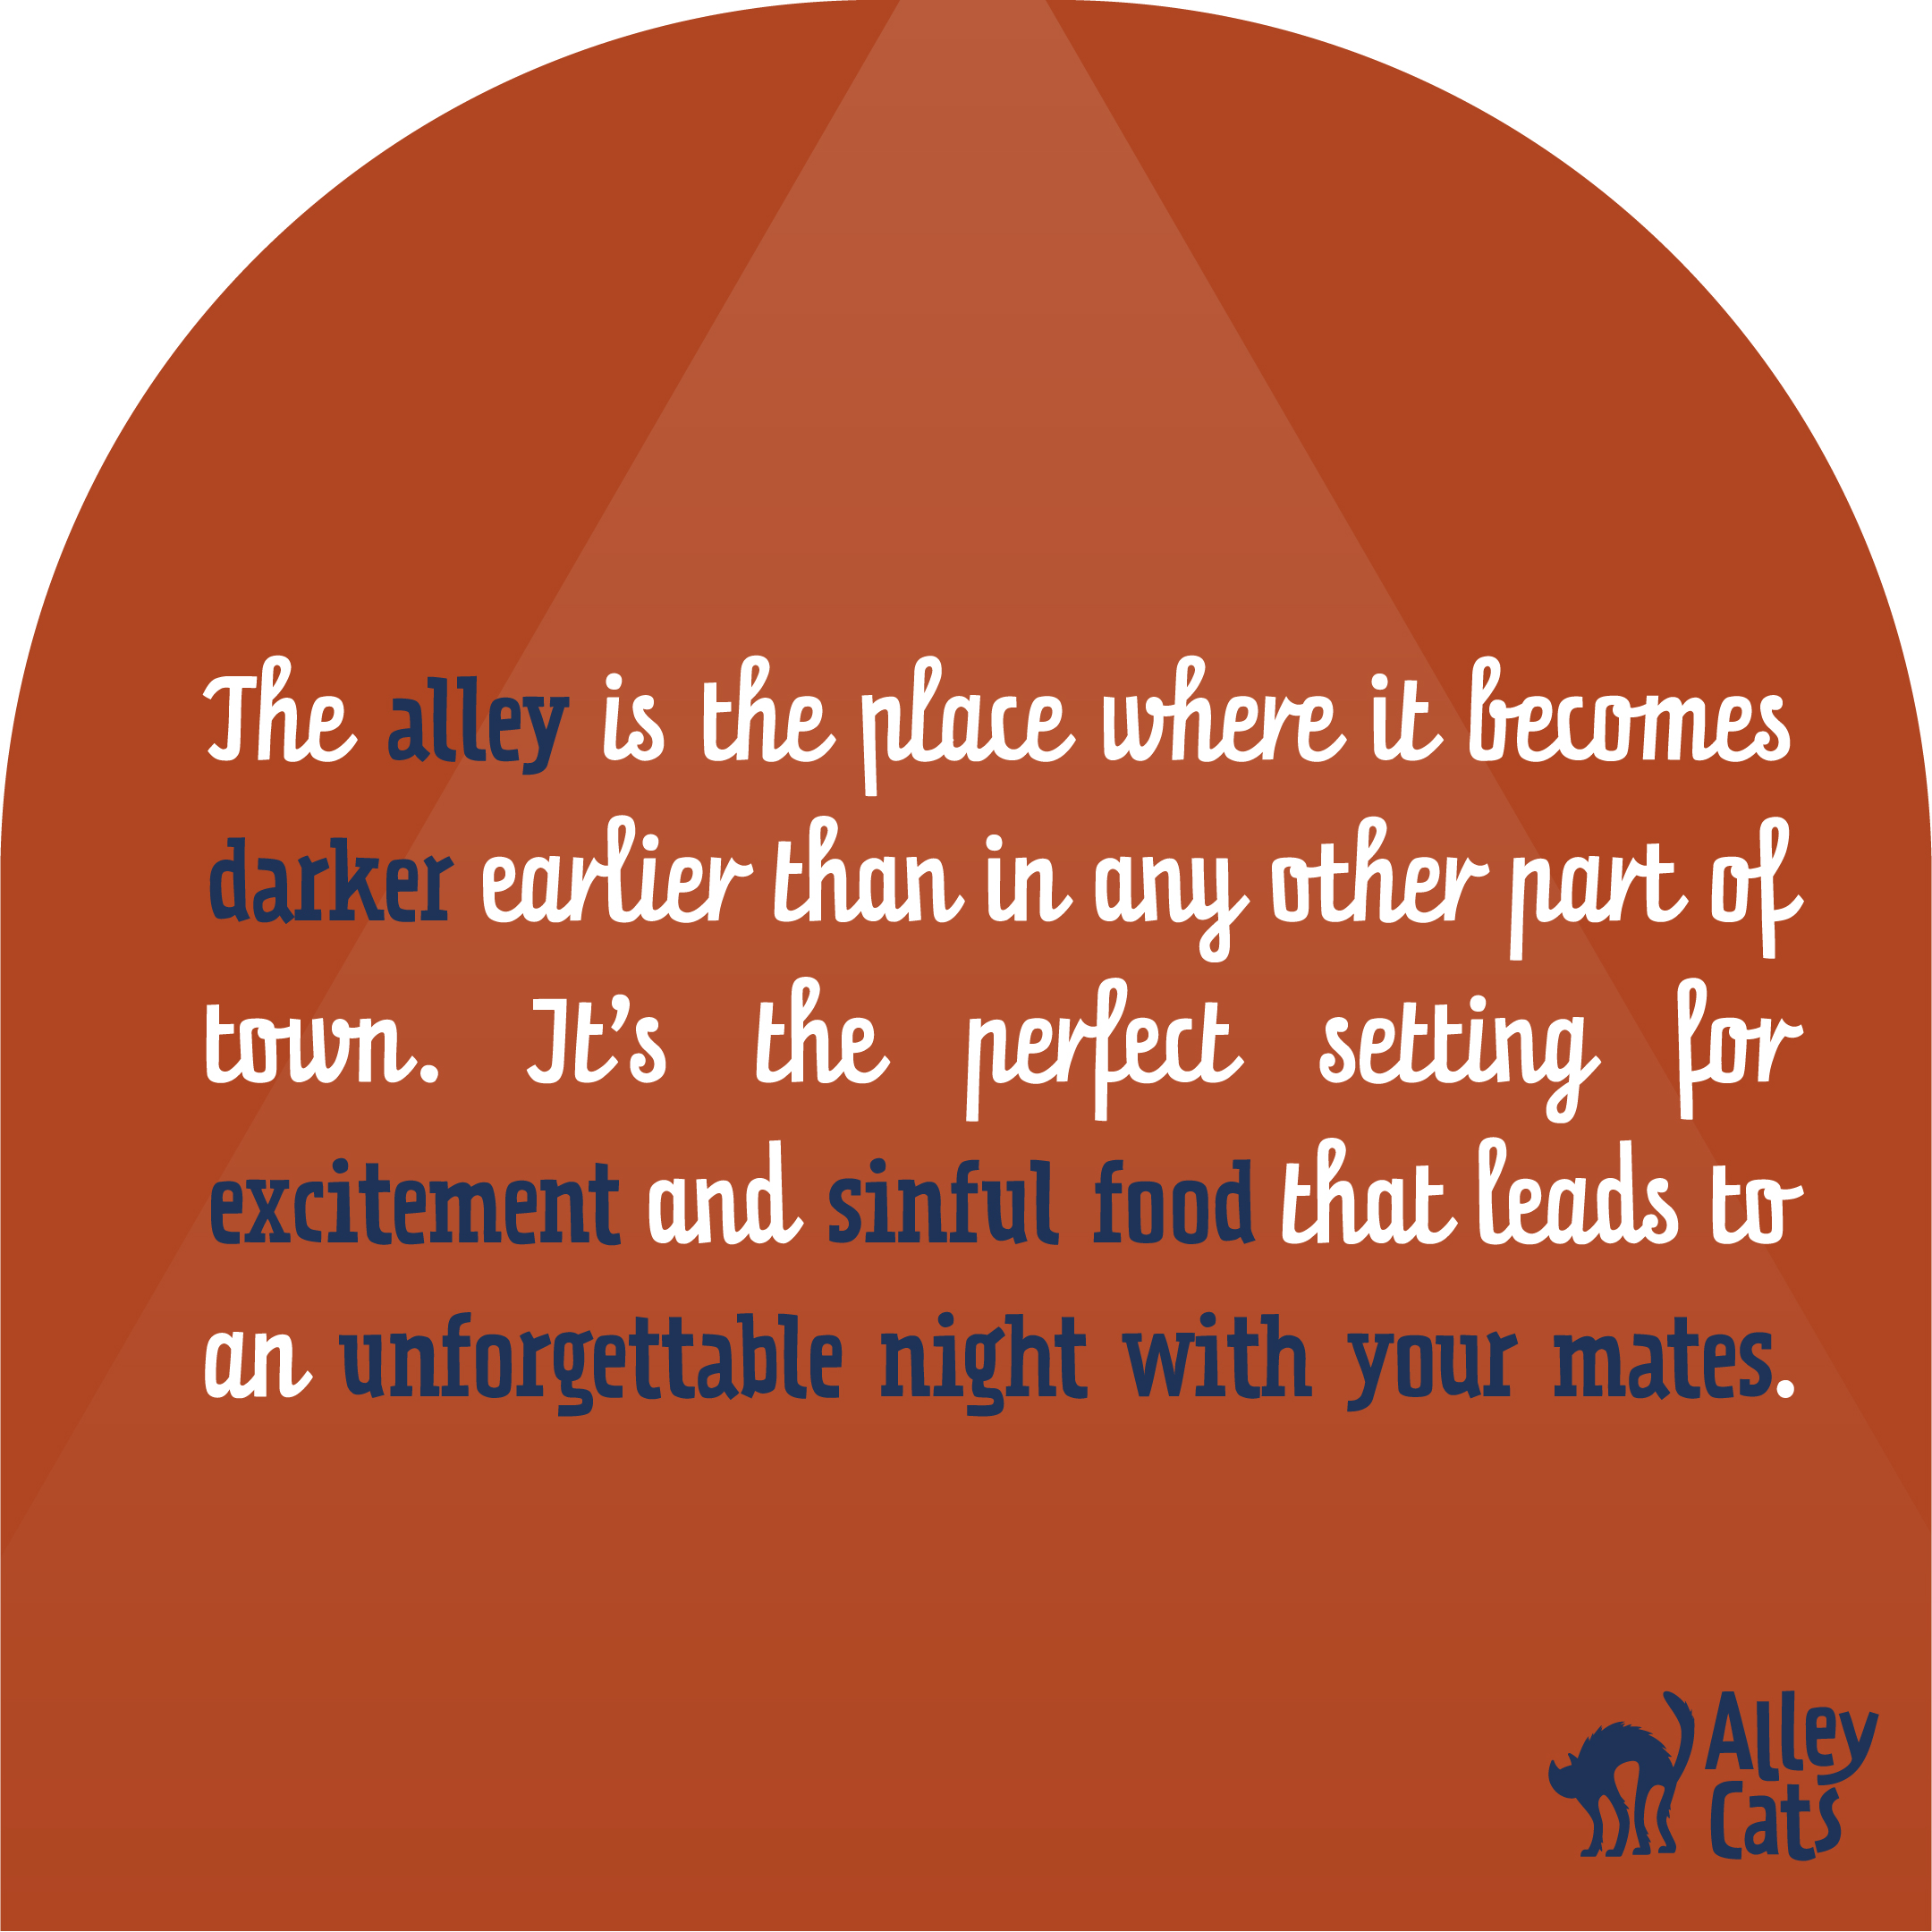 The alley is the place where it becomes
darker earlier than in any other part of
town. It's the perfect setting for
excitement and sinful food that leads to
an unforgettable night with your mates.
Alley
Cats